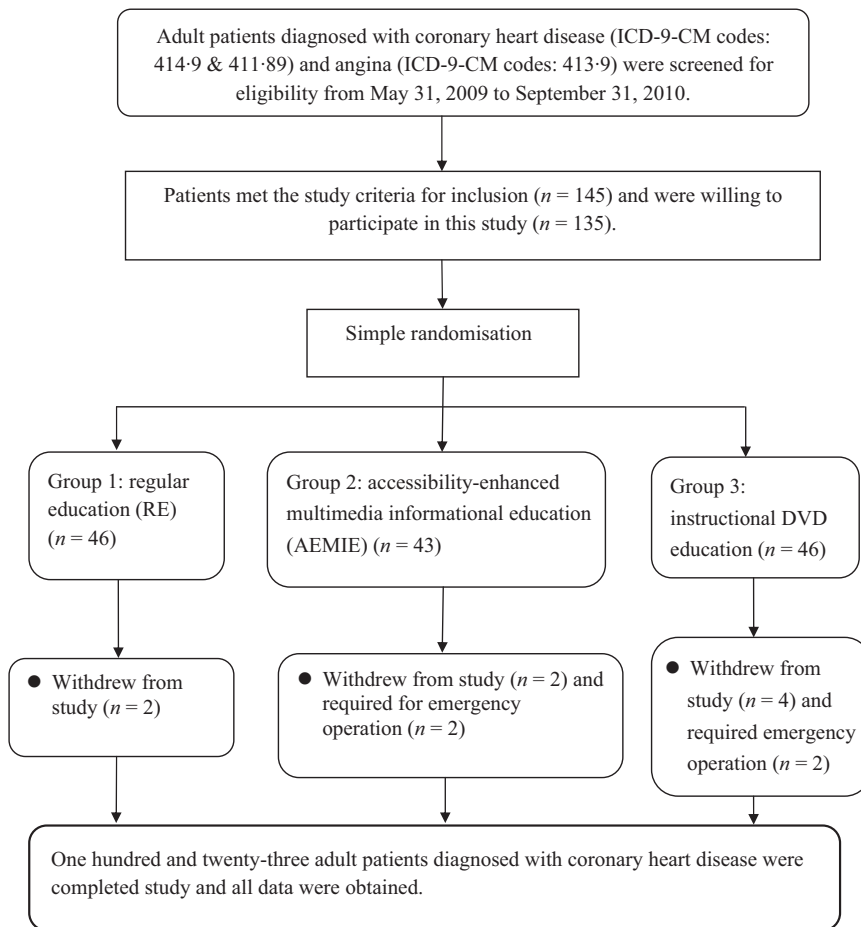 Adult patients diagnosed with coronary heart disease (ICD-9-CM codes:
414·9 & 411·89) and angina (ICD-9-CM codes: 413·9) were screened for
eligibility from May 31, 2009 to September 31, 2010.
Patients met the study criteria for inclusion (n = 145) and were willing to
participate in this study (n = 135).
Simple randomisation
Group 1: regular
education (RE)
(n = 46)
Group 2: accessibility-enhanced
multimedia informational education
(AEMIE) (n = 43)
Group 3:
instructional DVD
education (n = 46)
● Withdrew from
study (n = 2)
● Withdrew from study (n = 2) and
required for emergency
operation (n = 2)
● Withdrew from
study (n = 4) and
required emergency
operation (n = 2)
One hundred and twenty-three adult patients diagnosed with coronary heart disease were
completed study and all data were obtained.